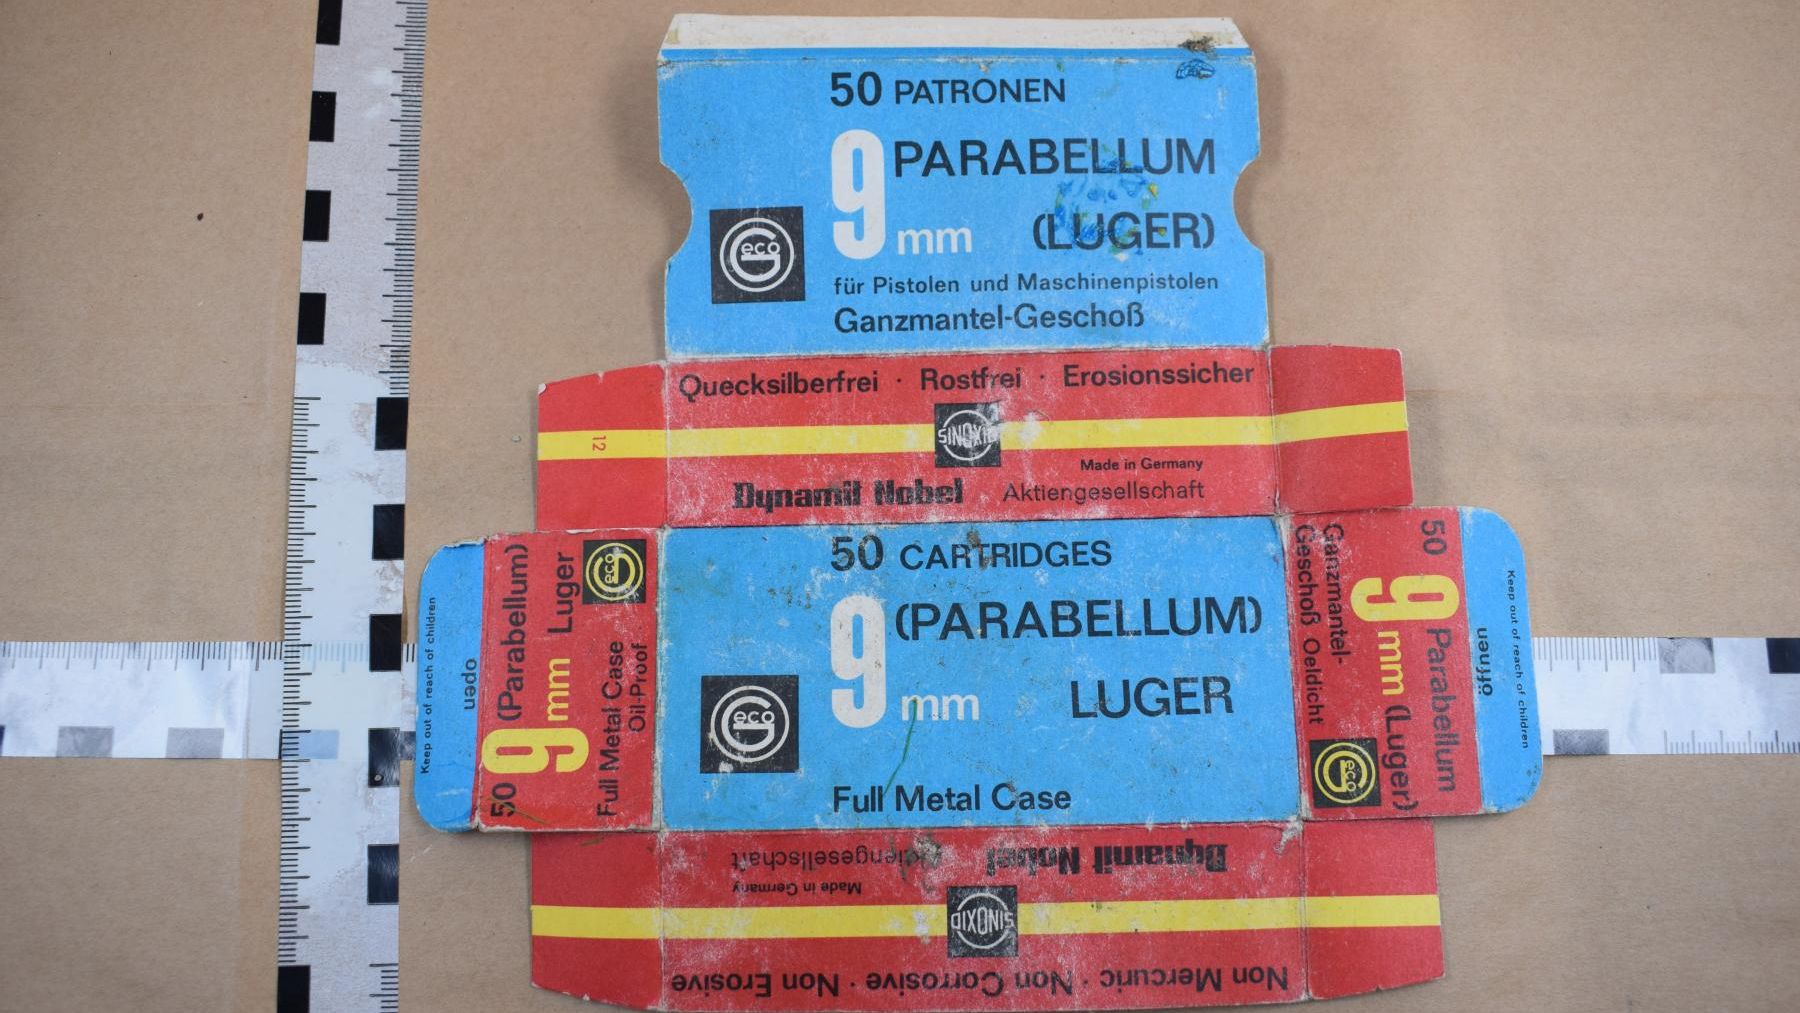 50 PATRONEN
9 PARABELLUM
mm (LUGER)
eco
für Pistolen und Maschinenpistolen
Ganzmantel-Geschoß
Quecksilberfrei · Rostfrei · Erosionssicher
12
SINOXID
Made in Germany
Dynamit Nobel Aktiengesellschaft
Keep out of reach of children
open
50 (Parabellum)
9 mm Luger
Full Metal Case
Oil-Proof
eco
50 CARTRIDGES
9 (PARABELLUM)
mm LUGER
eco
Full Metal Case
50 Parabellum
9 mm (Luger)
Ganzmantel-
Geschoß Oeldicht
eco
öffnen
Keep out of reach of children
Dynamit Nobel Aktiengesellschaft
Made in Germany
SINOXID
Non Mercuric · Non Corrosive · Non Erosive